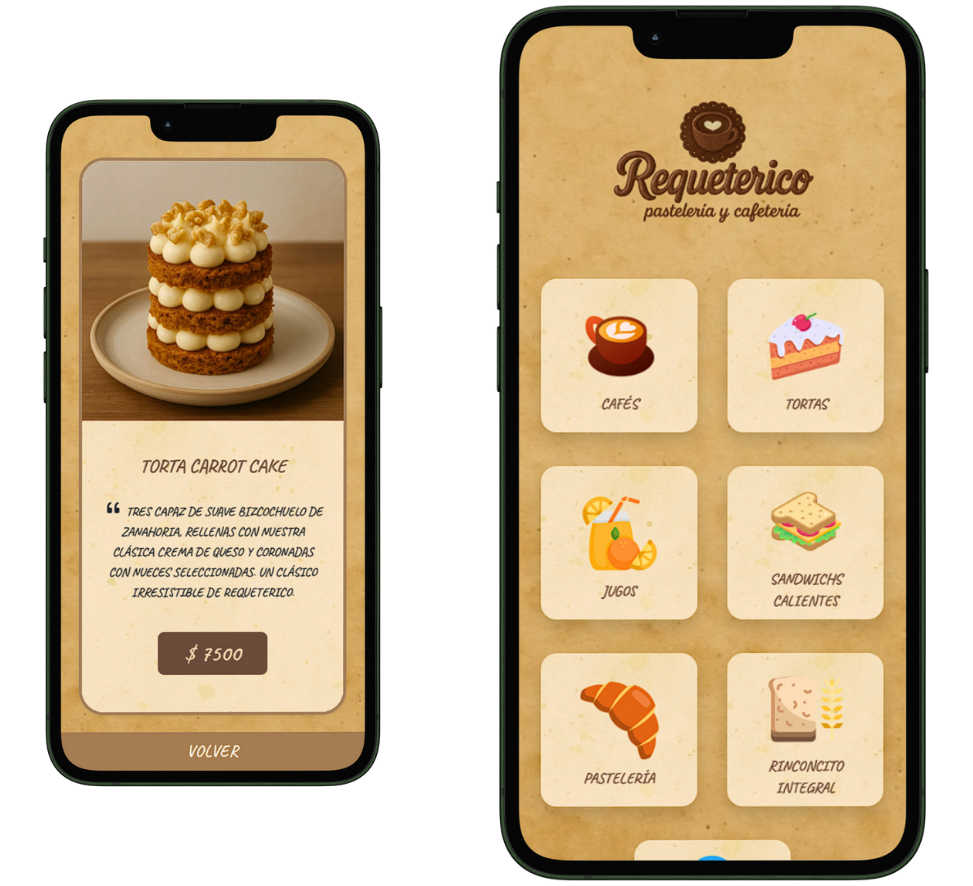 TORTA CARROT CAKE
“ TRES CAPAZ DE SUAVE BIZCOCHUELO DE
ZANAHORIA, RELLENAS CON NUESTRA
CLÁSICA CREMA DE QUESO Y CORONADAS
CON NUECES SELECCIONADAS. UN CLÁSICO
IRRESISTIBLE DE REQUETERICO.
$ 7500
VOLVER
Requeterico
pastelería y cafetería
CAFÉS
TORTAS
JUGOS
SANDWICHS
CALIENTES
PASTELERÍA
RINCONCITO
INTEGRAL